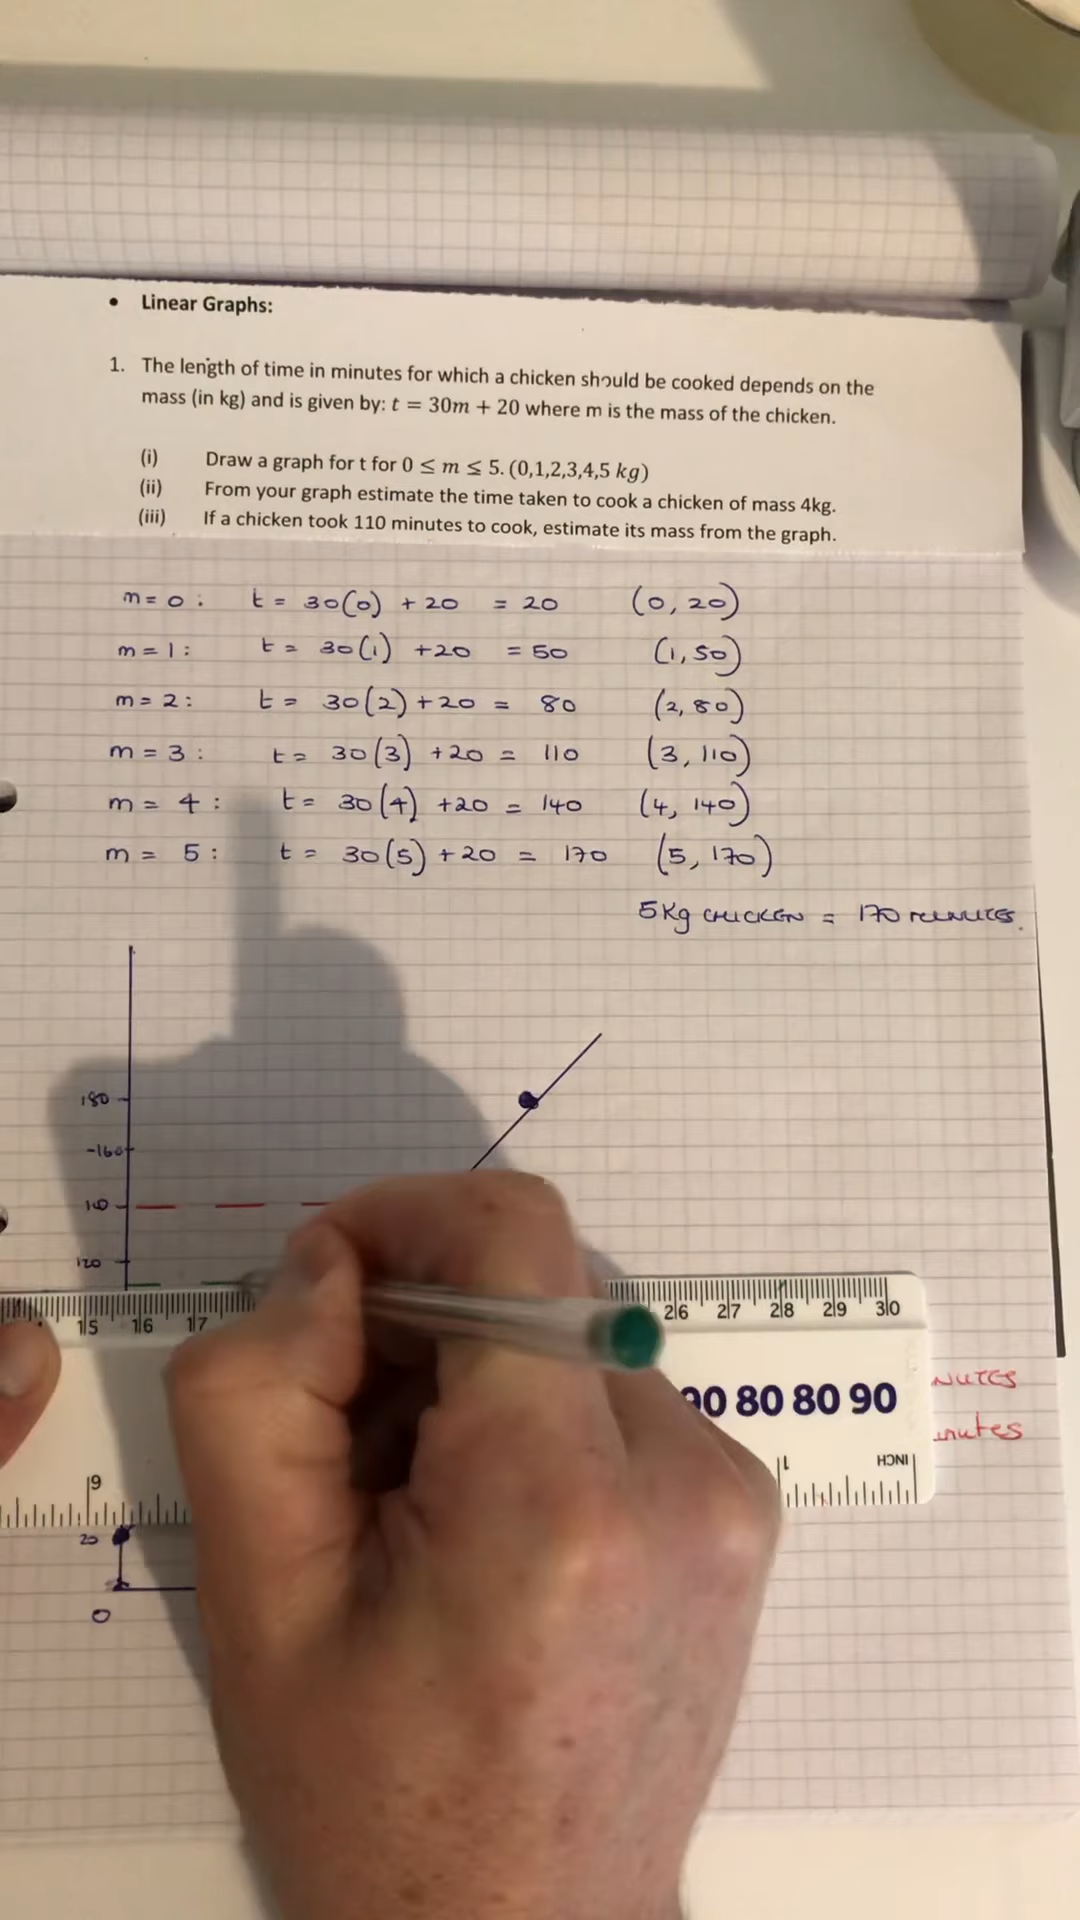 • Linear Graphs:
1. The length of time in minutes for which a chicken should be cooked depends on the
mass (in kg) and is given by: t = 30m + 20 where m is the mass of the chicken.
(i) Draw a graph for t for 0 ≤ m ≤ 5. (0,1,2,3,4,5 kg)
(ii) From your graph estimate the time taken to cook a chicken of mass 4kg.
(iii) If a chicken took 110 minutes to cook, estimate its mass from the graph.
m = 0 : t = 30(0) + 20 = 20 (0, 20)
m = 1 : t = 30(1) +20 = 50 (1, 50)
m = 2 : t = 30(2) + 20 = 80 (2, 80)
m = 3 : t = 30(3) +20 = 110 (3, 110)
m = 4 : t = 30(4) +20 = 140 (4, 140)
m = 5 : t = 30(5) + 20 = 170 (5, 170)
5Kg CHICKEN = 170 MINUTES.
180
-160
120
15 16 17 26 27 28 29 30
NUTES
90 80 80 90
inutes
INCH
1
6
20
0